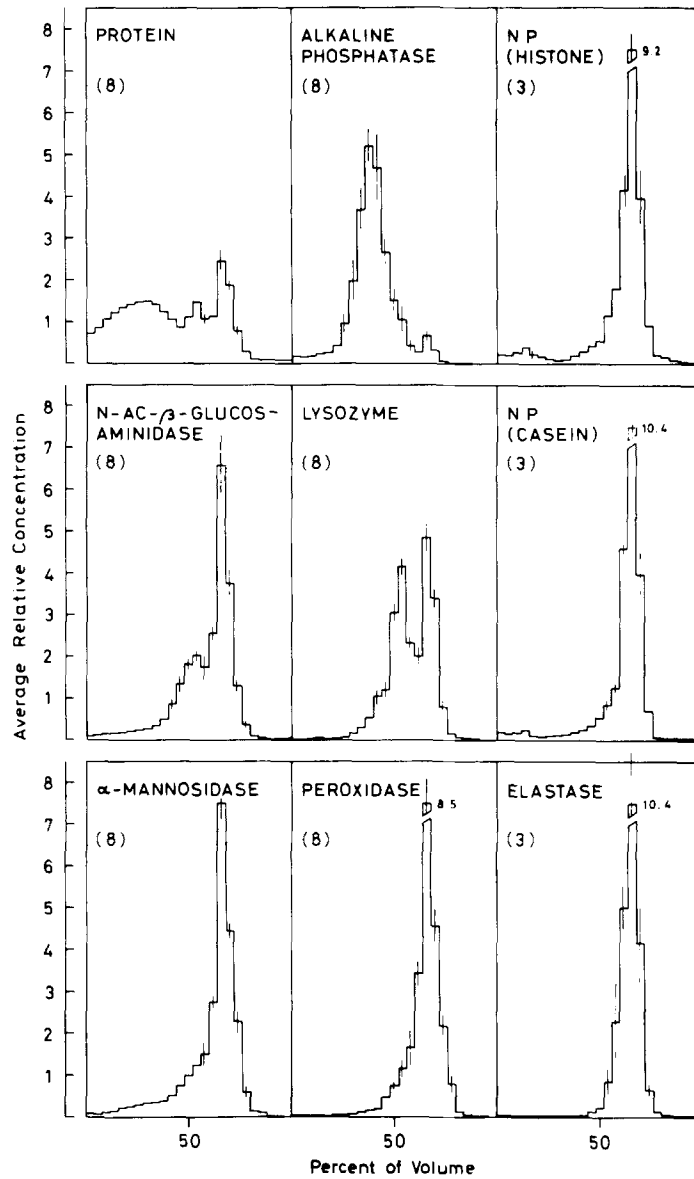 8
7
6
5
4
3
2
1
PROTEIN
(8)
ALKALINE
PHOSPHATASE
(8)
NP
(HISTONE)
(3)
9.2
8
7
6
5
4
3
2
1
N-AC-β-GLUCOS-
AMINIDASE
(8)
LYSOZYME
(8)
NP
(CASEIN)
(3)
10.4
8
7
6
5
4
3
2
1
α-MANNOSIDASE
(8)
PEROXIDASE
(8)
8.5
ELASTASE
(3)
10.4
Average Relative Concentration
50
50
50
Percent of Volume